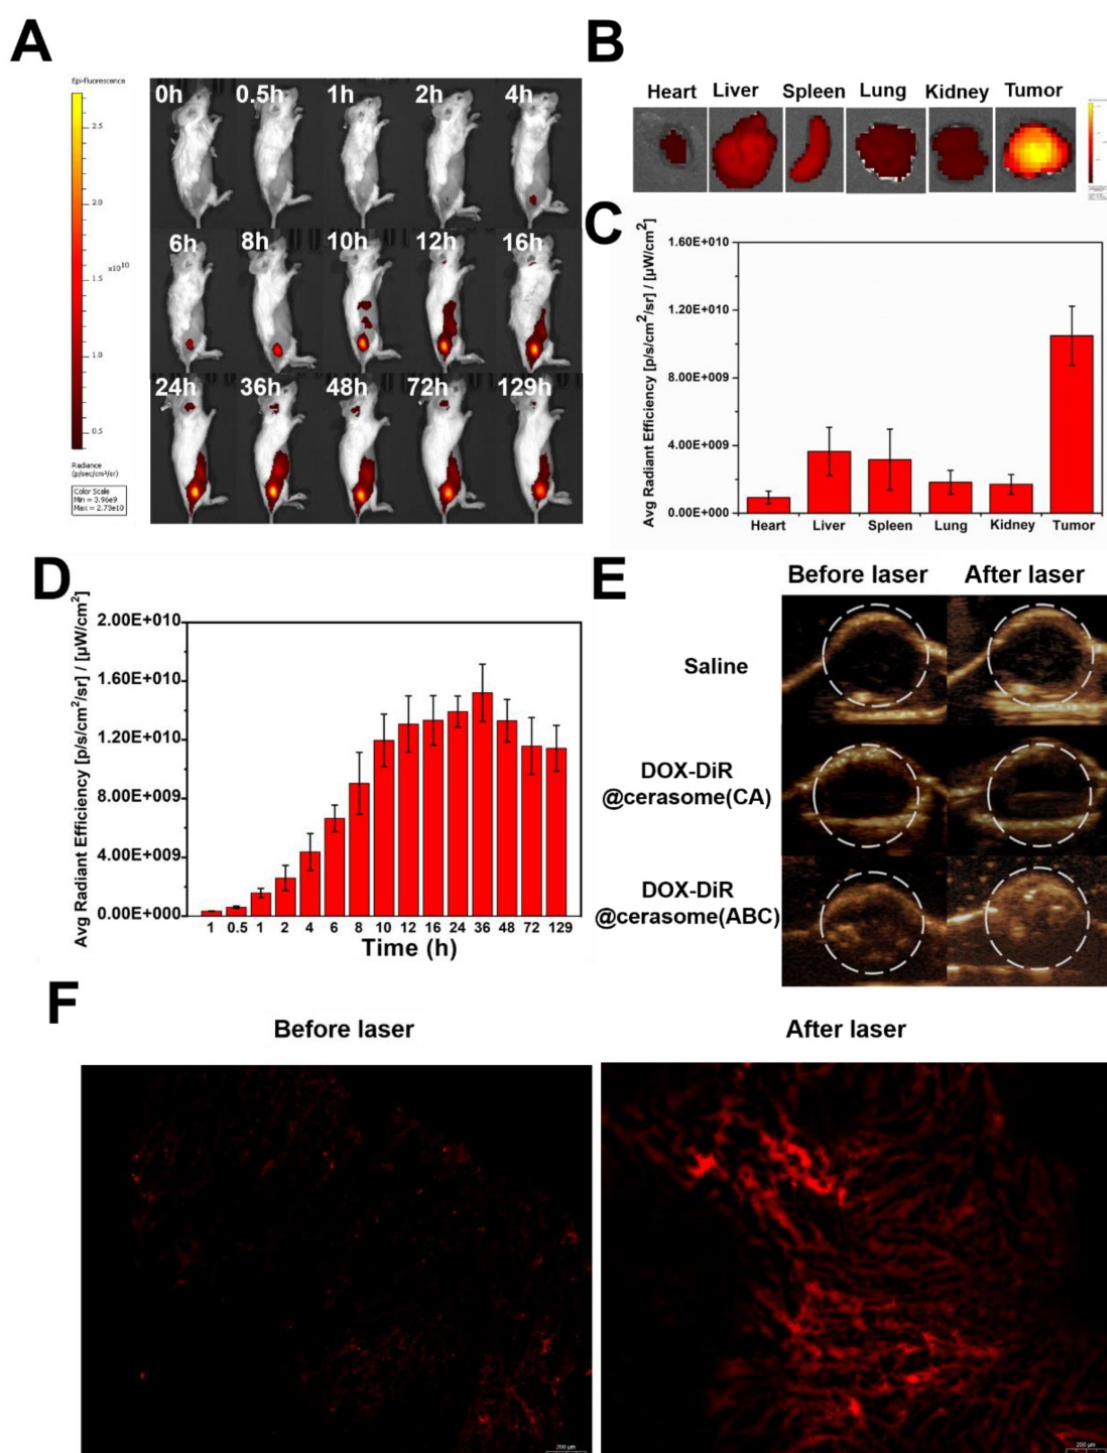 A
Epi-fluorescence
2.5
2.0
x10¹⁰
1.5
1.0
0.5
Radiance
(p/sec/cm²/sr)
Color Scale
Min = 3.96e9
Max = 2.73e10
0h 0.5h 1h 2h 4h
6h 8h 10h 12h 16h
24h 36h 48h 72h 129h
B
Heart Liver Spleen Lung Kidney Tumor
C
Avg Radiant Efficiency [p/s/cm²/sr] / [µW/cm²]
1.60E+010
1.20E+010
8.00E+009
4.00E+009
0.00E+000
Heart Liver Spleen Lung Kidney Tumor
D
Avg Radiant Efficiency [p/s/cm²/sr] / [µW/cm²]
2.00E+010
1.60E+010
1.20E+010
8.00E+009
4.00E+009
0.00E+000
1 0.5 1 2 4 6 8 10 12 16 24 36 48 72 129
Time (h)
E
Before laser After laser
Saline
DOX-DiR
@cerasome(CA)
DOX-DiR
@cerasome(ABC)
F
Before laser After laser
200 µm 200 µm